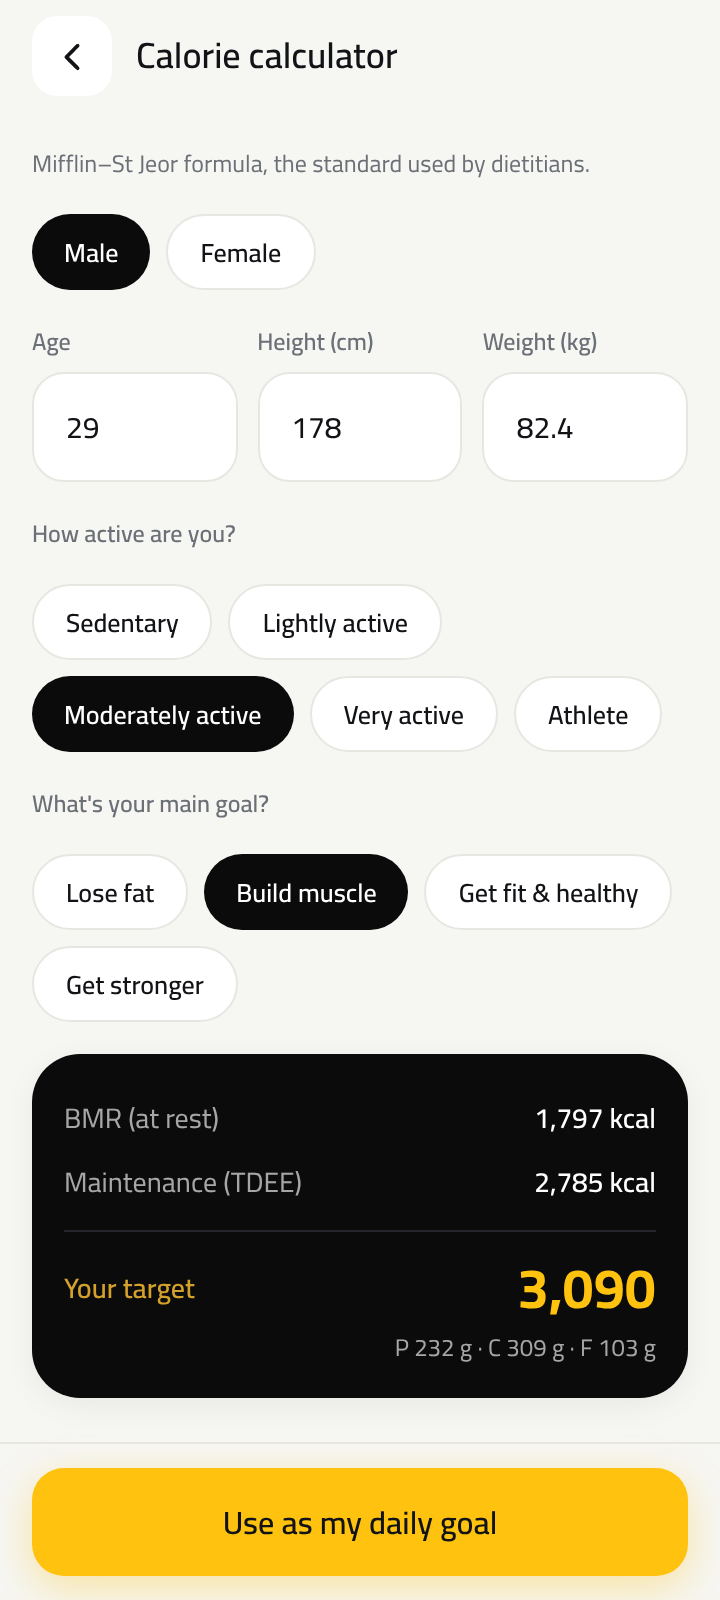 Calorie calculator
Mifflin–St Jeor formula, the standard used by dietitians.
Male Female
Age Height (cm) Weight (kg)
29 178 82.4
How active are you?
Sedentary Lightly active
Moderately active Very active Athlete
What's your main goal?
Lose fat Build muscle Get fit & healthy
Get stronger
BMR (at rest) 1,797 kcal
Maintenance (TDEE) 2,785 kcal
Your target 3,090
P 232 g · C 309 g · F 103 g
Use as my daily goal